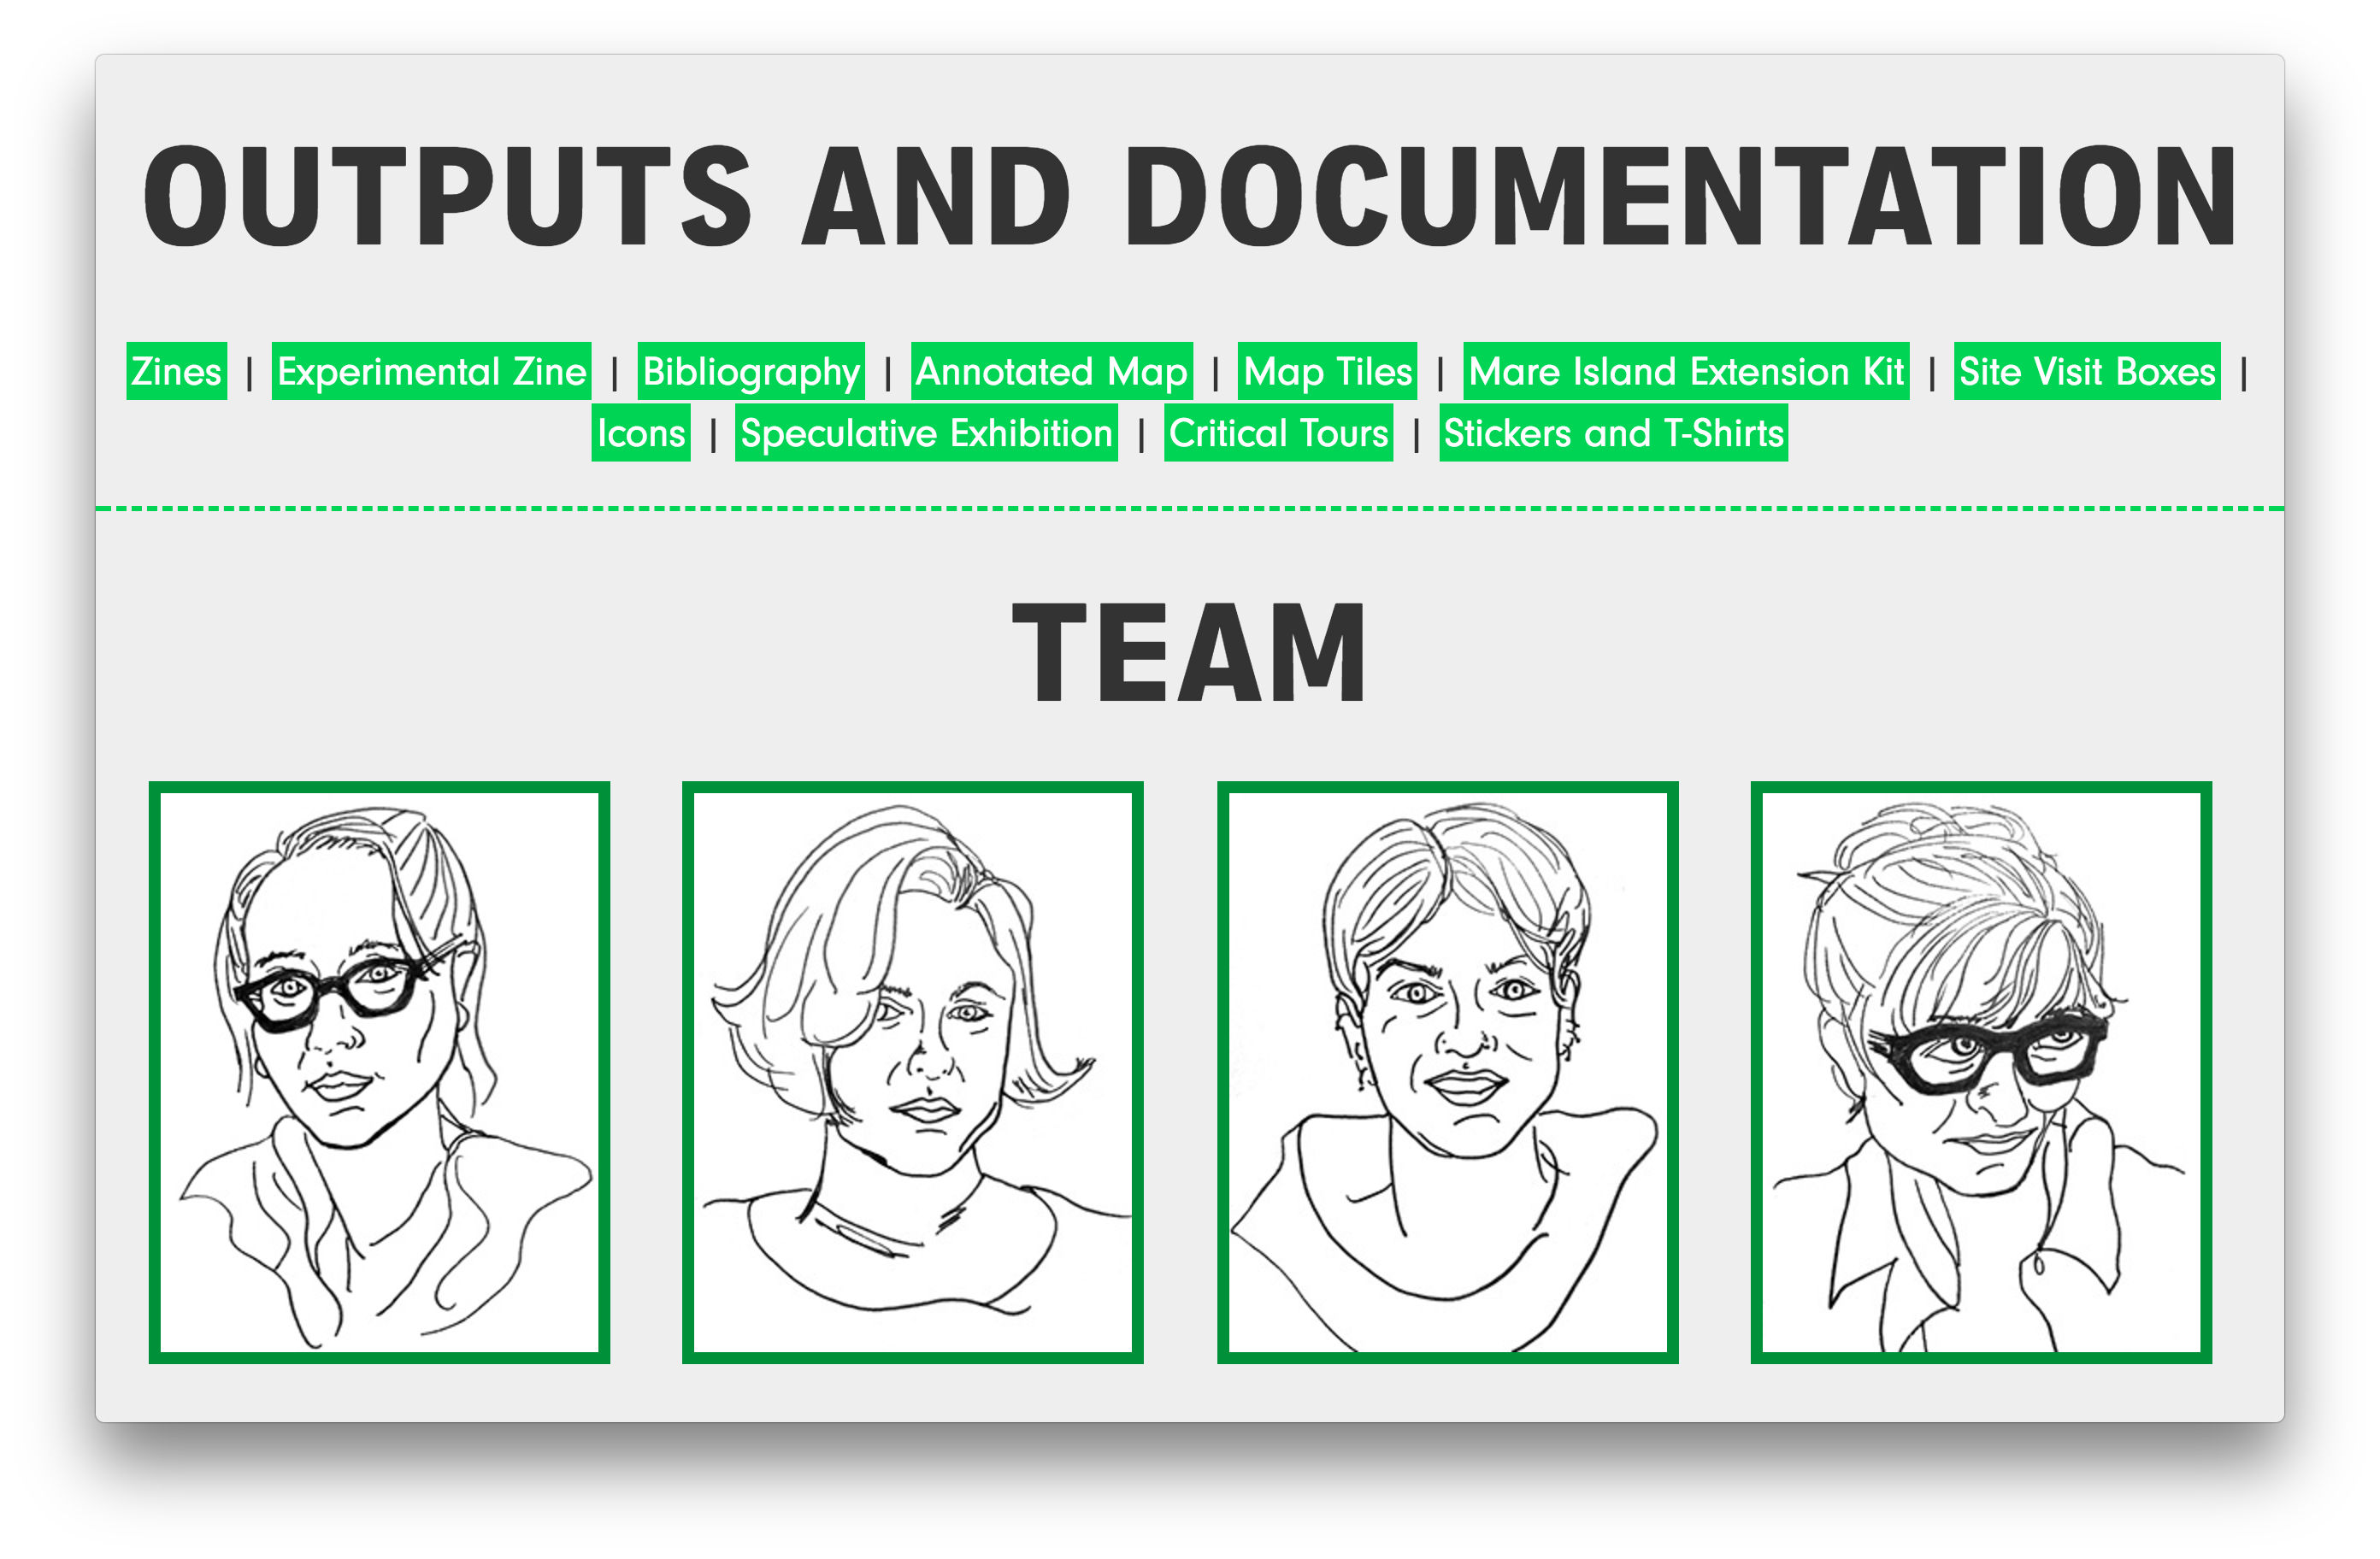 OUTPUTS AND DOCUMENTATION
Zines | Experimental Zine | Bibliography | Annotated Map | Map Tiles | Mare Island Extension Kit | Site Visit Boxes |
Icons | Speculative Exhibition | Critical Tours | Stickers and T-Shirts
TEAM